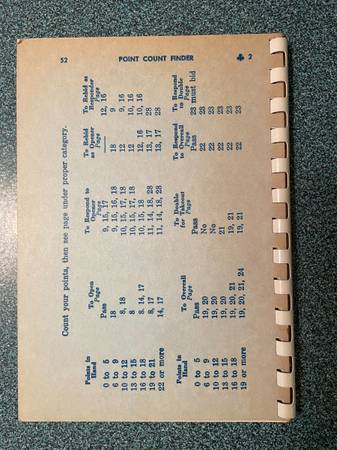 52 POINT COUNT FINDER ♣ 2
Count your points, then see page under proper category.
Points in Hand To Open Page To Respond to Opener Page To Rebid as Opener Page To Rebid as Responder Page
0 to 5 Pass 9, 15, 17 12, 16
6 to 9 18 9, 15, 16, 18 18 9
10 to 12 8, 18 10, 15, 17, 18 12 9, 16
13 to 15 8 10, 15, 17, 18 12 10, 16
16 to 18 8, 14, 17 10, 15, 18 12, 16 10, 16
19 to 21 8, 17 11, 14, 18, 28 13, 17 28
22 or more 14, 17 11, 14, 18, 28 13, 17 28
Points in Hand To Overcall Page To Double for Takeout Page To Respond to Overcall Page To Respond to Double Page
0 to 5 Pass Pass Pass 23 must bid
6 to 9 19, 20 No 22 23
10 to 12 19, 20 No 22 23
13 to 15 19, 20 21 22 23
16 to 18 19, 20, 21 19, 21 22 23
19 or more 19, 20, 21, 24 19, 21 22 23